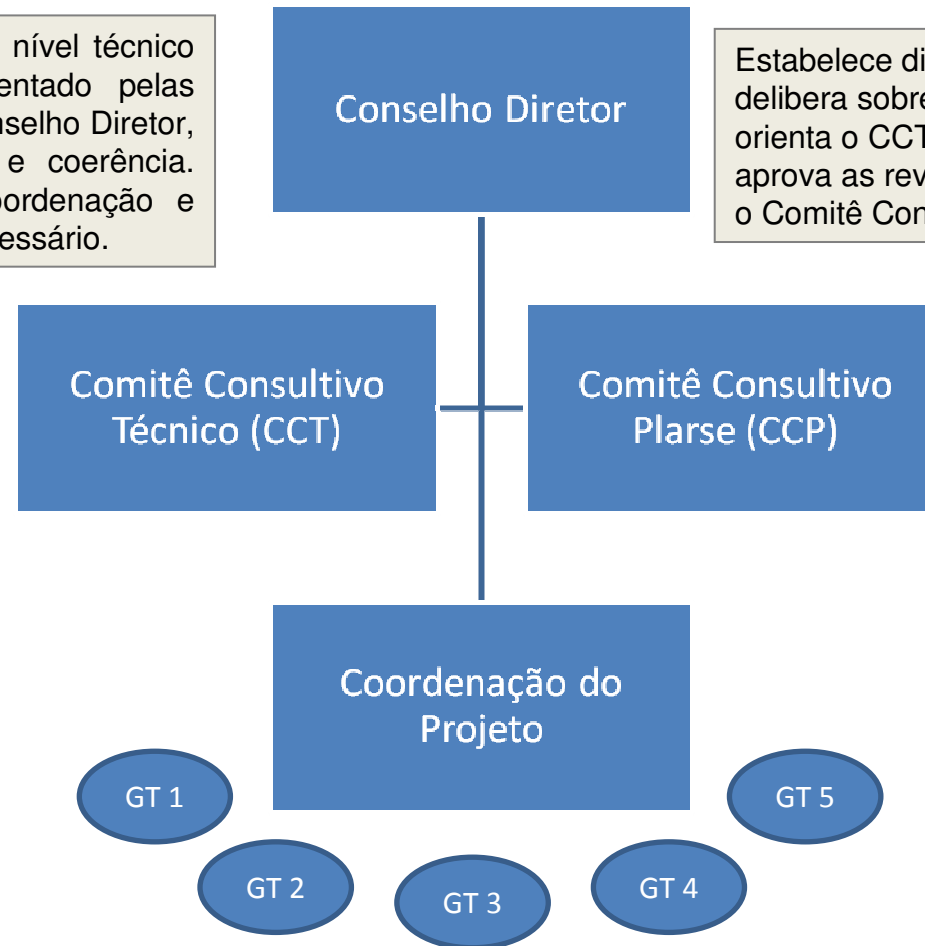 nível técnico
entado pelas
nselho Diretor,
e coerência.
ordenação e
essário.
Conselho Diretor
Estabelece di
delibera sobre
orienta o CCT
aprova as rev
o Comitê Con
Comitê Consultivo
Técnico (CCT)
Comitê Consultivo
Plarse (CCP)
Coordenação do
Projeto
GT 1
GT 5
GT 2
GT 3
GT 4